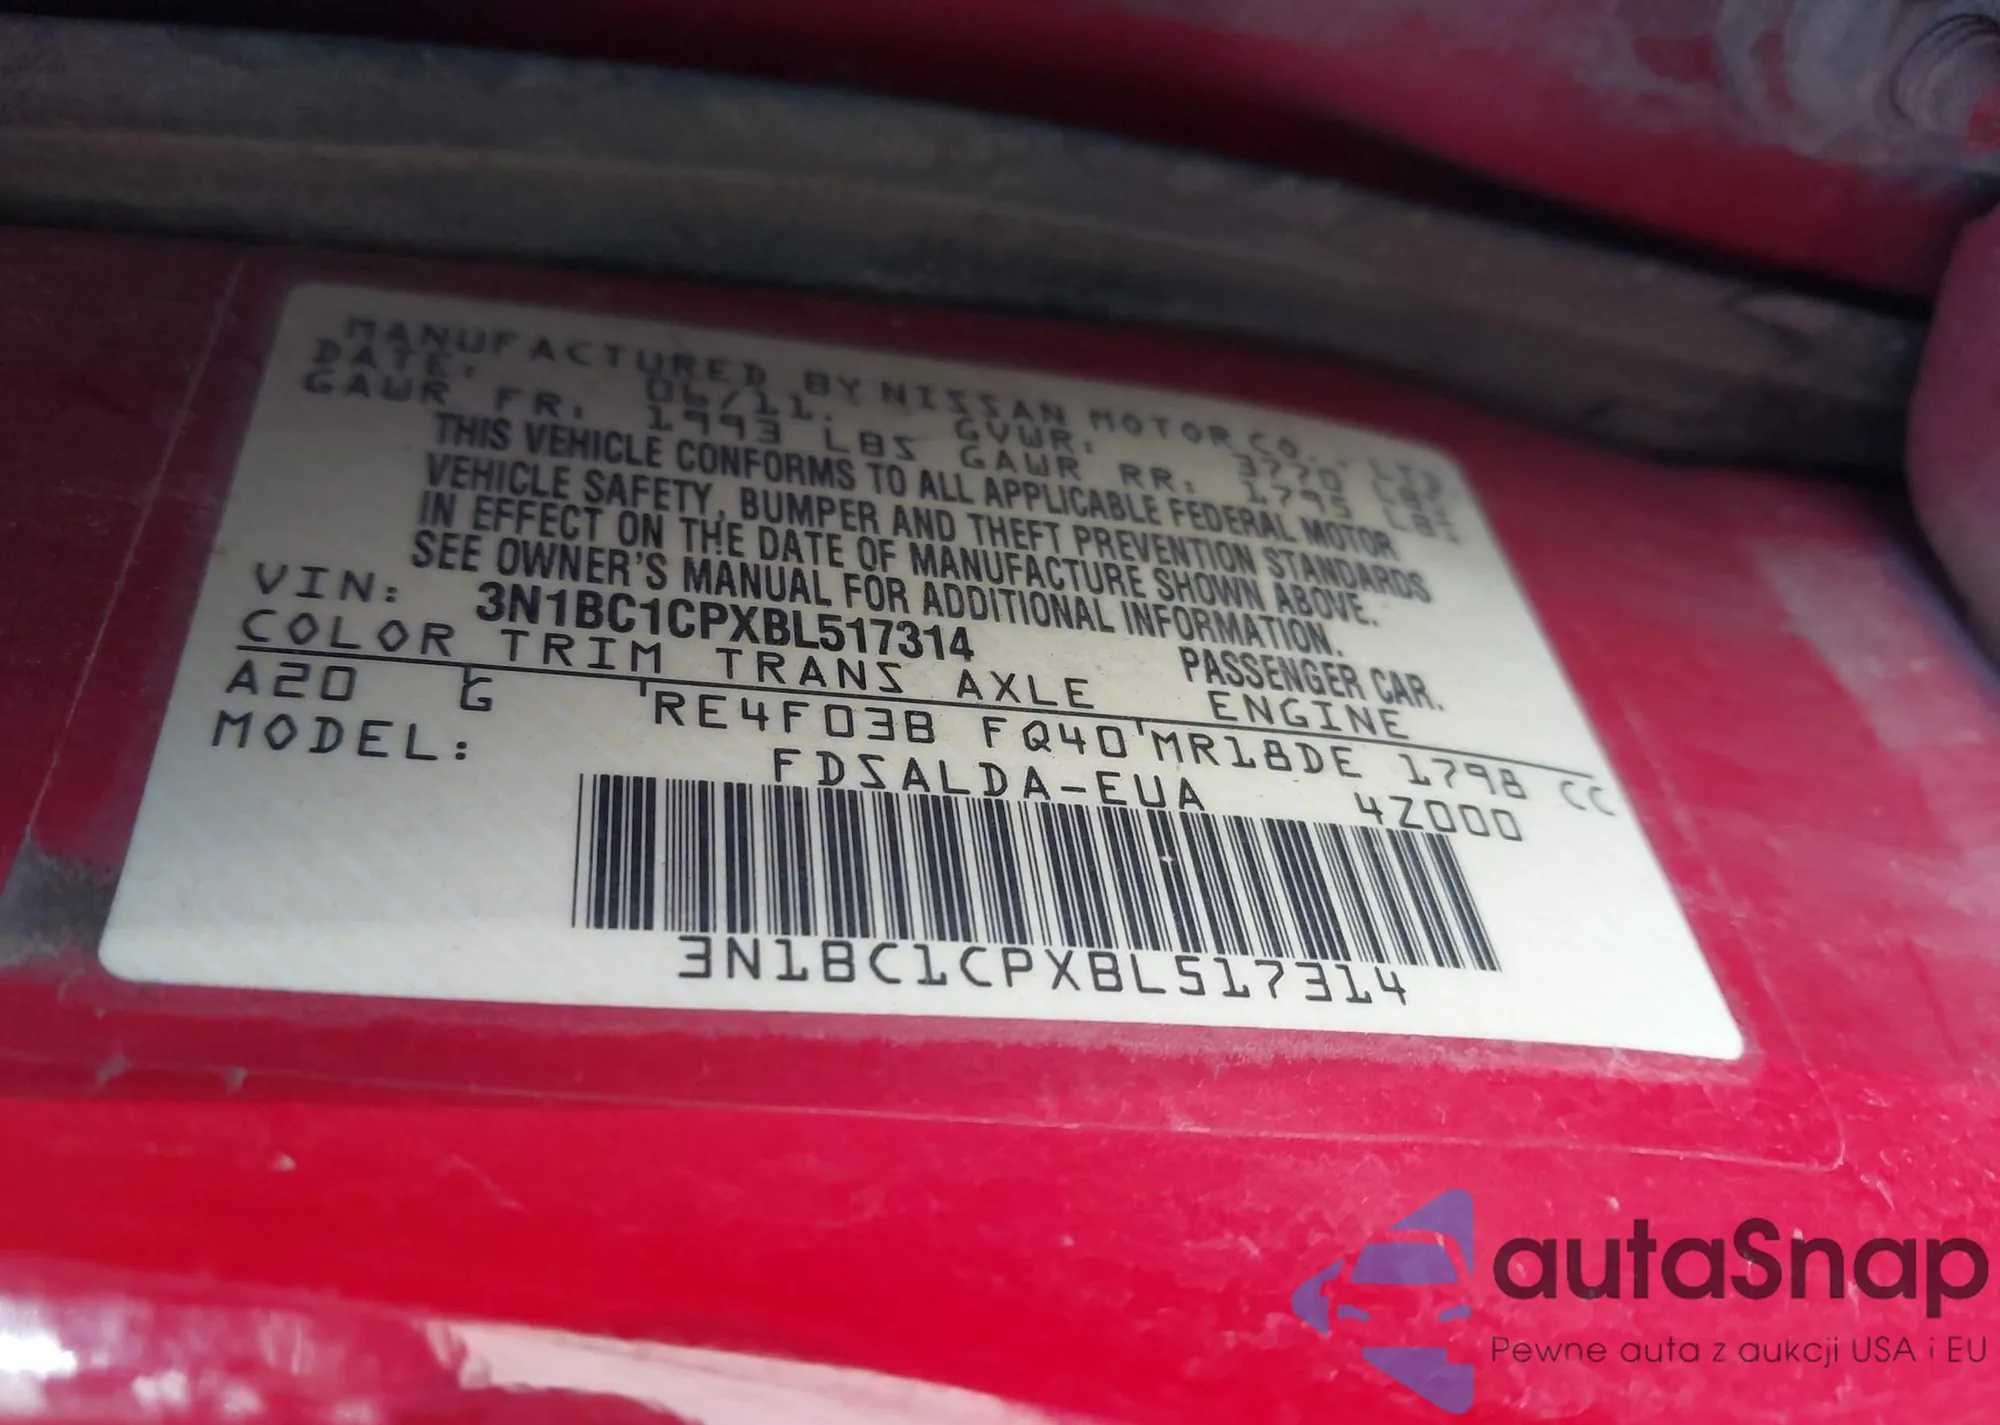 MANUFACTURED BY NISSAN MOTOR CO., LTD
DATE: 06/11. GVWR: 3770 LBS
GAWR FR: 1993 LBS GAWR RR: 1795 LBS
THIS VEHICLE CONFORMS TO ALL APPLICABLE FEDERAL MOTOR
VEHICLE SAFETY, BUMPER AND THEFT PREVENTION STANDARDS
IN EFFECT ON THE DATE OF MANUFACTURE SHOWN ABOVE.
SEE OWNER'S MANUAL FOR ADDITIONAL INFORMATION.
VIN: 3N1BC1CPXBL517314 PASSENGER CAR.
COLOR TRIM TRANS AXLE ENGINE
A20 G RE4F03B FQ40 MR18DE 1798 CC
MODEL: FDSALDA-EUA 4Z000
3N1BC1CPXBL517314
autaSnap
Pewne auta z aukcji USA i EU